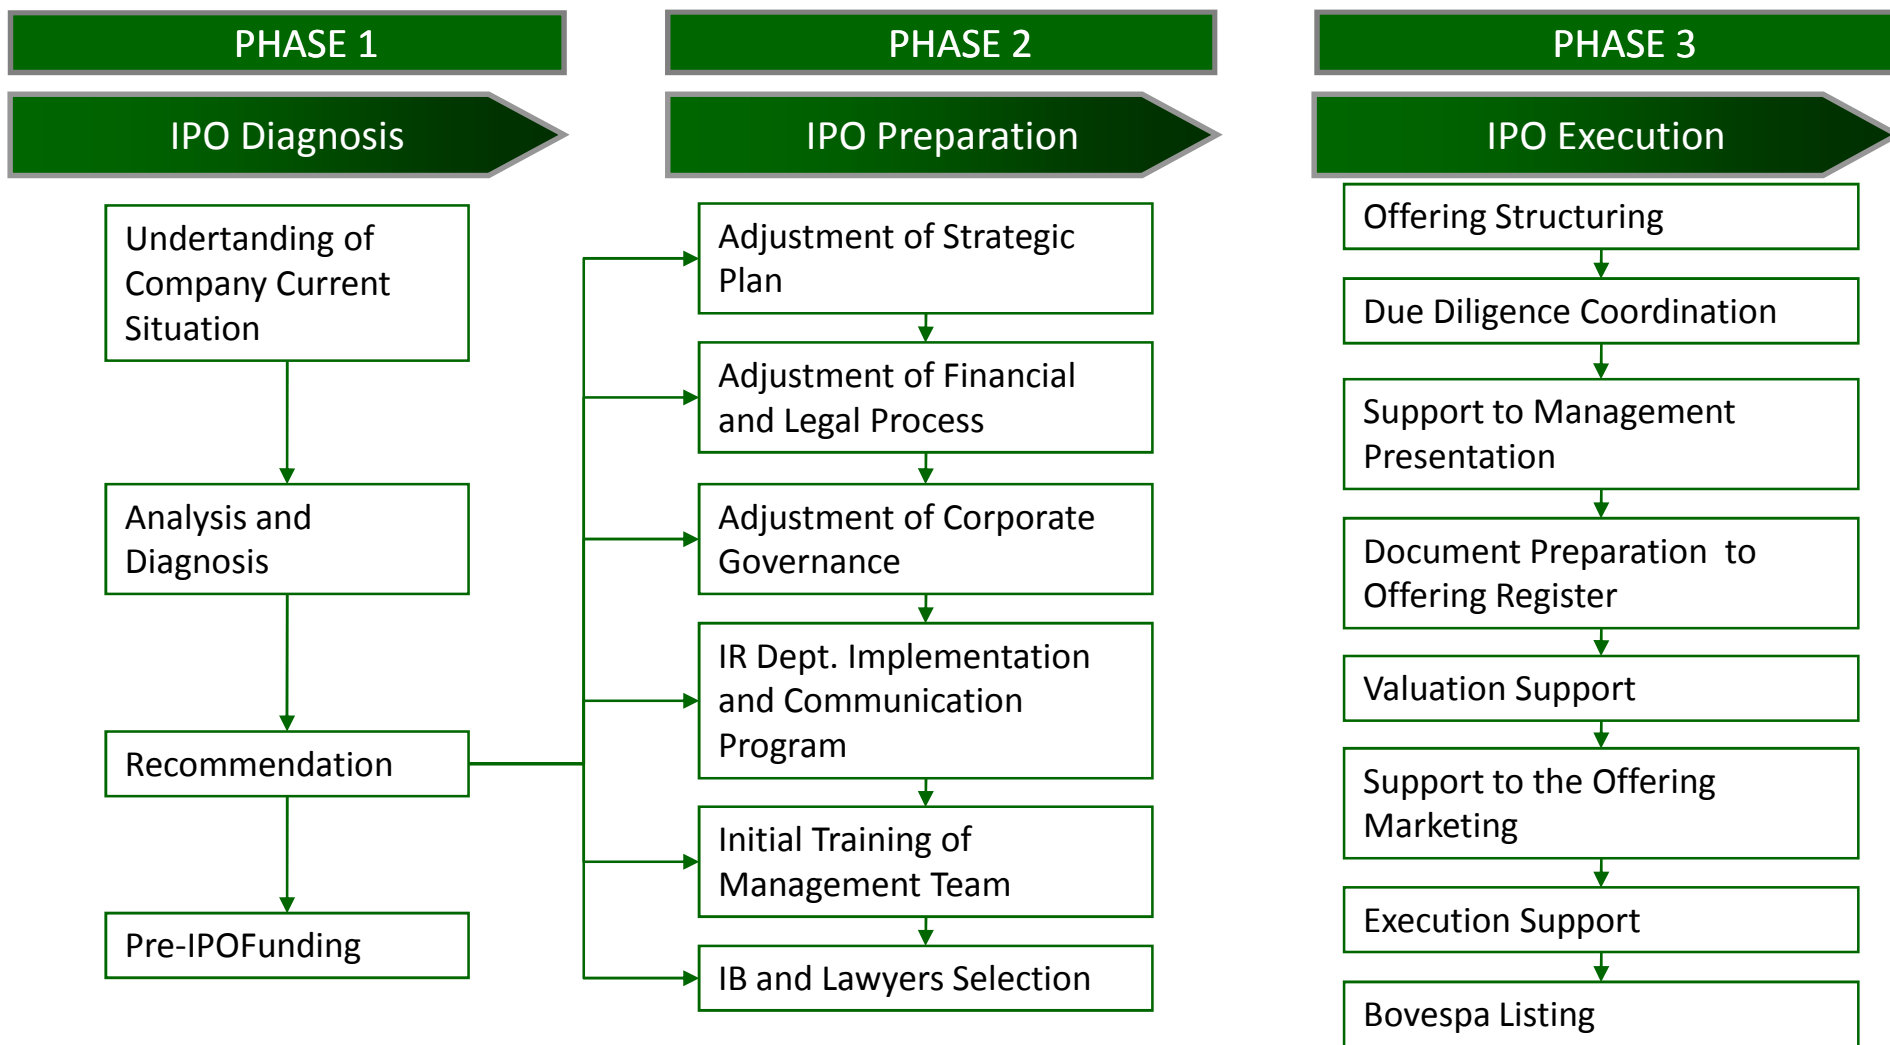 PHASE 1
IPO Diagnosis
Undertanding of
Company Current
Situation
Analysis and
Diagnosis
Recommendation
Pre-IPOFunding
PHASE 2
IPO Preparation
Adjustment of Strategic
Plan
Adjustment of Financial
and Legal Process
Adjustment of Corporate
Governance
IR Dept. Implementation
and Communication
Program
Initial Training of
Management Team
IB and Lawyers Selection
PHASE 3
IPO Execution
Offering Structuring
Due Diligence Coordination
Support to Management
Presentation
Document Preparation  to
Offering Register
Valuation Support
Support to the Offering
Marketing
Execution Support
Bovespa Listing